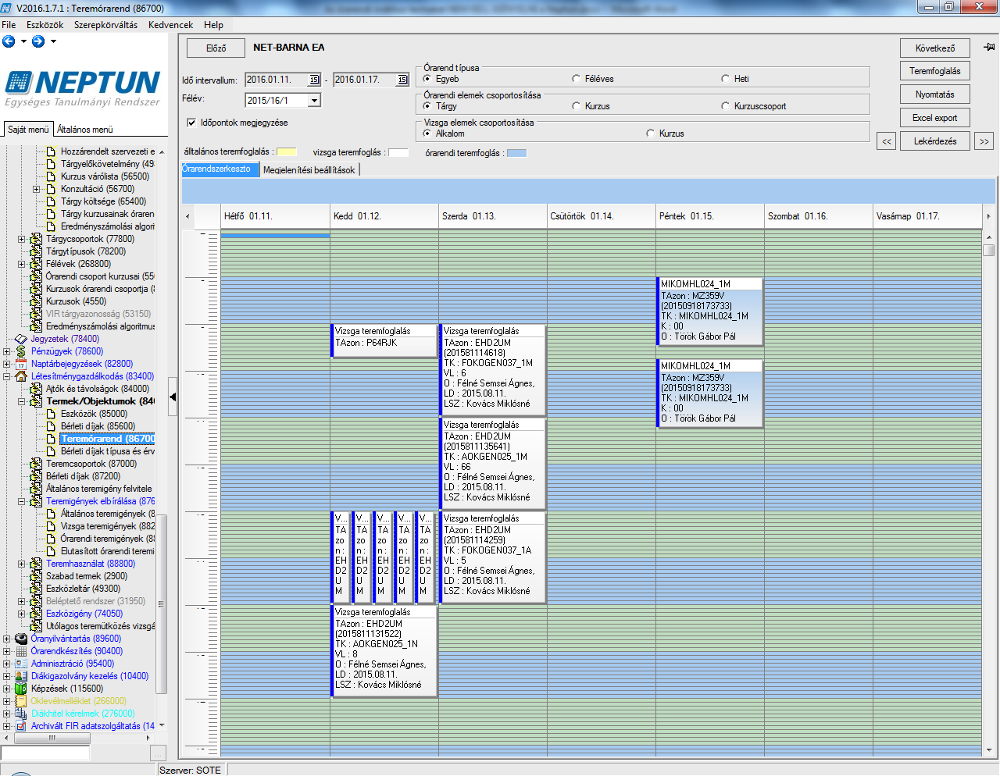 V2016.1.7.1 : Teremórarend (86700)
File Eszközök Szerepkörváltás Kedvencek Help
NEPTUN
Egységes Tanulmányi Rendszer
Saját menü Általános menü
Hozzárendelt szervezeti e
Tárgyelőkövetelmény (49
Kurzus várólista (56500)
Konzultáció (56700)
Tárgy költsége (65400)
Tárgy kurzusainak óraren
Eredményszámolási algorit
Tárgycsoportok (77800)
Tárgytípusok (78200)
Félévek (268800)
Órarendi csoport kurzusai (55
Kurzusok órarendi csoportja (
Kurzusok (4550)
VIR tárgyazonosság (53150)
Eredményszámolási algoritmus
Jegyzetek (78400)
Pénzügyek (78600)
Naptárbejegyzések (82800)
Létesítménygazdálkodás (83400)
Ajtók és távolságok (84000)
Termek/Objektumok (84
Eszközök (85000)
Bérleti díjak (85600)
Teremórarend (86700
Bérleti díjak típusa és érv
Teremcsoportok (87000)
Bérleti díjak (87200)
Általános teremigény felvitele
Teremigények elbírálása (876
Általános teremigények (8
Vizsga teremigények (882
Órarendi teremigények (88
Elutasított órarendi teremi
Teremhasználat (88800)
Szabad termek (2900)
Eszközleltár (49300)
Beléptető rendszer (31950)
Eszközigény (74050)
Utólagos teremütközés vizsgá
Óranyilvántartás (89600)
Órarendkészítés (90400)
Adminisztráció (95400)
Diákigazolvány kezelés (10400)
Képzések (115600)
Oklevélmelléklet (266000)
Diákhitel kérelmek (276000)
Archivált FIR adatszolgáltatás (14
...
Szerver: SOTE
Előző NET-BARNA EA
Idő intervallum: 2016.01.11. 15 - 2016.01.17. 15
Félév: 2015/16/1
Időpontok megjegyzése
álltalános teremfoglalás : vizsga teremfoglás : órarendi teremfoglás :
Órarend típusa
Egyeb Féléves Heti
Órarendi elemek csoportosítása
Tárgy Kurzus Kurzuscsoport
Vizsga elemek csoportosítása
Alkalom Kurzus
Következő
Teremfoglalás
Nyomtatás
Excel export
<< Lekérdezés >>
Órarendszerkeszto Megjelenítési beállítások
Hétfő 01.11. Kedd 01.12. Szerda 01.13. Csütörtök 01.14. Péntek 01.15. Szombat 01.16. Vasárnap 01.17.
Vizsga teremfoglalás
TAzon : P64RJK
V... V... V... V... V...
TA TA TA TA TA
zo zo zo zo zo
n : n : n : n : n :
EH EH EH EH EH
D2 D2 D2 D2 D2
U U U U U
M M M M M
Vizsga teremfoglalás
TAzon : EHD2UM
(2015811131522)
TK : AOKGEN025_1N
VL : 8
O : Félné Semsei Ágnes,
LD : 2015.08.11.
LSZ : Kovács Miklósné
Vizsga teremfoglalás
TAzon : EHD2UM
(201581114618)
TK : FOKOGEN037_1M
VL : 6
O : Félné Semsei Ágnes,
LD : 2015.08.11.
LSZ : Kovács Miklósné
Vizsga teremfoglalás
TAzon : EHD2UM
(2015811135641)
TK : AOKGEN025_1M
VL : 66
O : Félné Semsei Ágnes,
LD : 2015.08.11.
LSZ : Kovács Miklósné
Vizsga teremfoglalás
TAzon : EHD2UM
(201581114259)
TK : FOKOGEN037_1A
VL : 5
O : Félné Semsei Ágnes,
LD : 2015.08.11.
LSZ : Kovács Miklósné
MIKOMHL024_1M
TAzon : MZ359V
(20150918173733)
TK : MIKOMHL024_1M
K : 00
O : Török Gábor Pál
MIKOMHL024_1M
TAzon : MZ359V
(20150918173733)
TK : MIKOMHL024_1M
K : 00
O : Török Gábor Pál